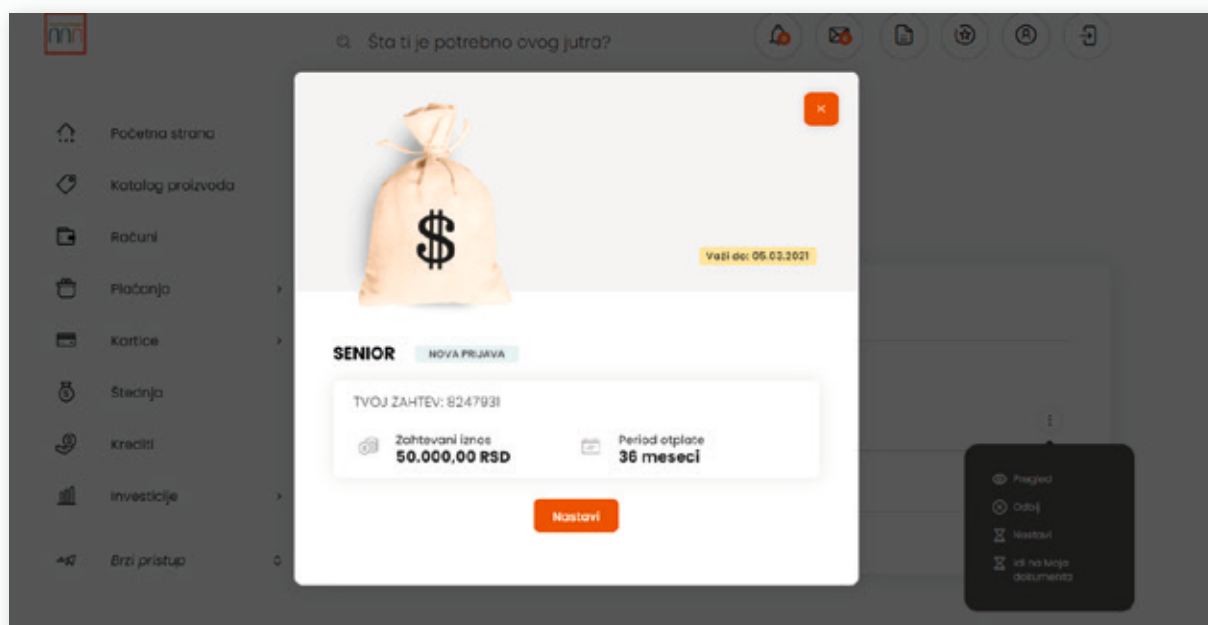 Šta ti je potrebno ovog jutra?
Početna strana
Katalog proizvoda
Računi
Plaćanja
Kartice
Štednja
Krediti
Investicije
Brzi pristup
$
Važi do: 05.03.2021
SENIOR NOVA PRIJAVA
TVOJ ZAHTEV: 8247931
Zahtevani iznos
50.000,00 RSD
Period otplate
36 meseci
Nastavi
Pregled
Odbij
Nastavi
Idi na Moja
dokumenta